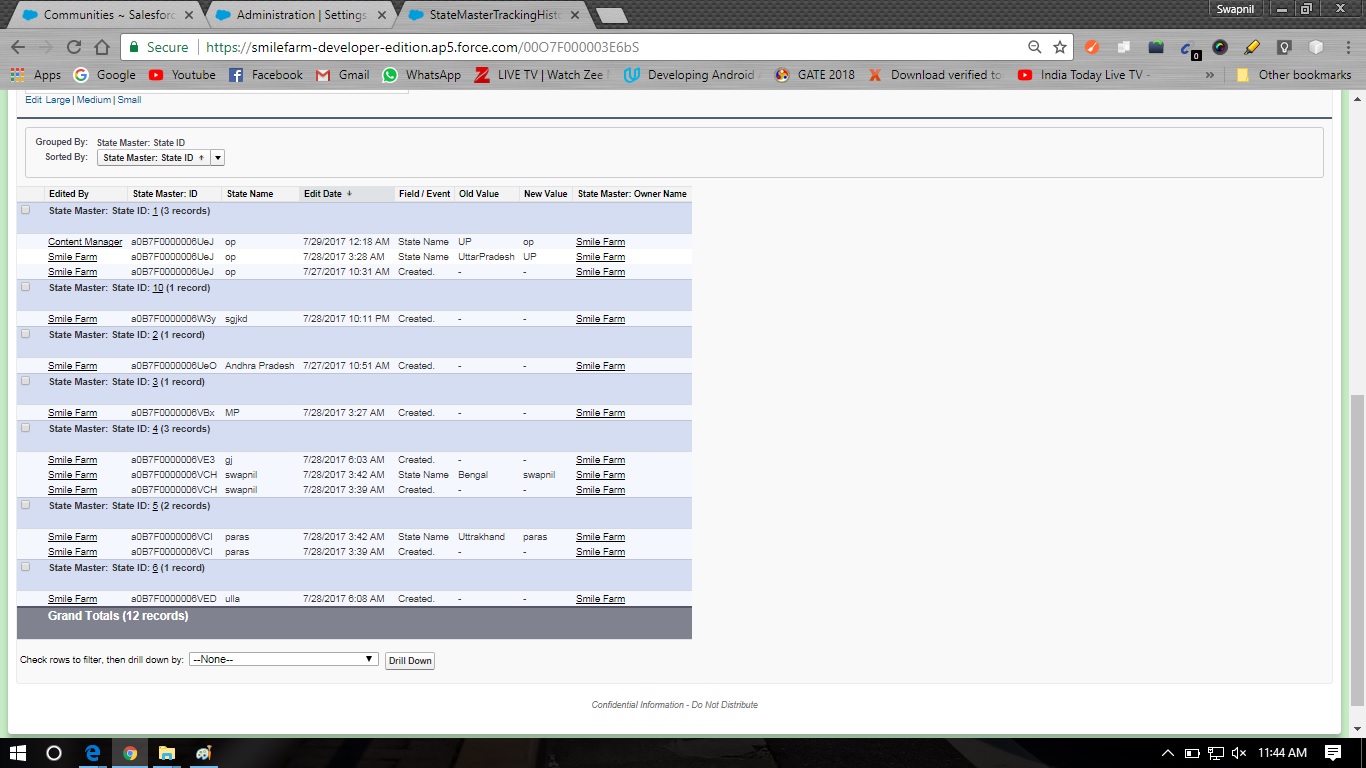 Communities ~ Salesforc
Administration | Settings
StateMasterTrackingHisto
Swapnil
Secure https://smilefarm-developer-edition.ap5.force.com/00O7F000003E6bS
0
Apps Google Youtube Facebook Gmail WhatsApp LIVE TV | Watch Zee Developing Android GATE 2018 Download verified to India Today Live TV - » Other bookmarks
Edit Large | Medium | Small
Grouped By: State Master: State ID
Sorted By: State Master: State ID ↑
Edited By State Master: ID State Name Edit Date ↓ Field / Event Old Value New Value State Master: Owner Name
State Master: State ID: 1 (3 records)
Content Manager a0B7F0000006UeJ op 7/29/2017 12:18 AM State Name UP op Smile Farm
Smile Farm a0B7F0000006UeJ op 7/28/2017 3:28 AM State Name UttarPradesh UP Smile Farm
Smile Farm a0B7F0000006UeJ op 7/27/2017 10:31 AM Created. - - Smile Farm
State Master: State ID: 10 (1 record)
Smile Farm a0B7F0000006W3y sgjkd 7/28/2017 10:11 PM Created. - - Smile Farm
State Master: State ID: 2 (1 record)
Smile Farm a0B7F0000006UeO Andhra Pradesh 7/27/2017 10:51 AM Created. - - Smile Farm
State Master: State ID: 3 (1 record)
Smile Farm a0B7F0000006VBx MP 7/28/2017 3:27 AM Created. - - Smile Farm
State Master: State ID: 4 (3 records)
Smile Farm a0B7F0000006VE3 gj 7/28/2017 6:03 AM Created. - - Smile Farm
Smile Farm a0B7F0000006VCH swapnil 7/28/2017 3:42 AM State Name Bengal swapnil Smile Farm
Smile Farm a0B7F0000006VCH swapnil 7/28/2017 3:39 AM Created. - - Smile Farm
State Master: State ID: 5 (2 records)
Smile Farm a0B7F0000006VCI paras 7/28/2017 3:42 AM State Name Uttrakhand paras Smile Farm
Smile Farm a0B7F0000006VCI paras 7/28/2017 3:39 AM Created. - - Smile Farm
State Master: State ID: 6 (1 record)
Smile Farm a0B7F0000006VED ulla 7/28/2017 6:08 AM Created. - - Smile Farm
Grand Totals (12 records)
Check rows to filter, then drill down by: --None-- Drill Down
Confidential Information - Do Not Distribute
11:44 AM